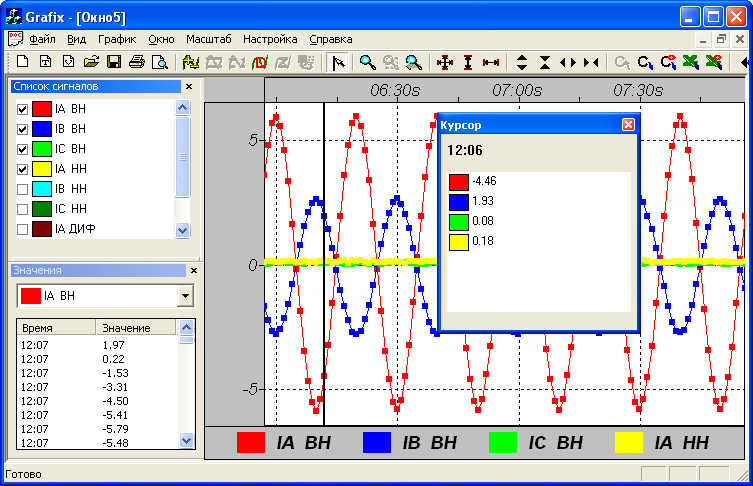 Grafix - [Окно5]
Файл Вид График Окно Масштаб Настройка Справка
Список сигналов
IA ВН
IB ВН
IC ВН
IA НН
IB НН
IC НН
IA ДИФ
Значения
IA ВН
Время Значение
12:07 1.97
12:07 0.22
12:07 -1.53
12:07 -3.31
12:07 -4.50
12:07 -5.41
12:07 -5.79
12:07 -5.48
06:30s 07:00s 07:30s
5
0
-5
Курсор
12:06
-4.46
1.93
0.08
0.18
IA ВН IB ВН IC ВН IA НН
Готово